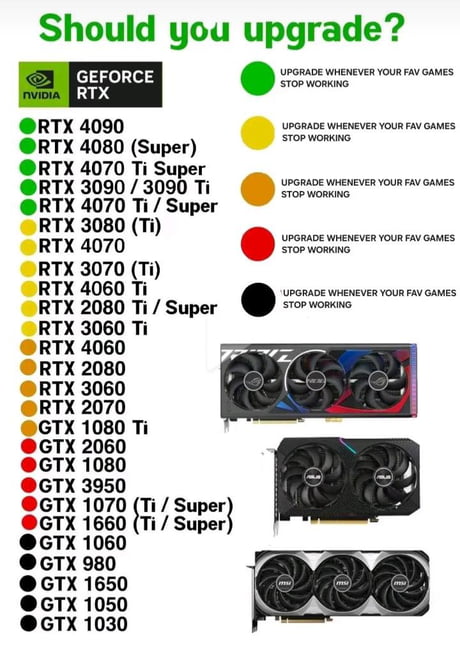 Should you upgrade?
NVIDIA
GEFORCE
RTX
RTX 4090
RTX 4080 (Super)
RTX 4070 Ti Super
RTX 3090 / 3090 Ti
RTX 4070 Ti / Super
RTX 3080 (Ti)
RTX 4070
RTX 3070 (Ti)
RTX 4060 Ti
RTX 2080 Ti / Super
RTX 3060 Ti
RTX 4060
RTX 2080
RTX 3060
RTX 2070
GTX 1080 Ti
GTX 2060
GTX 1080
GTX 3950
GTX 1070 (Ti / Super)
GTX 1660 (Ti / Super)
GTX 1060
GTX 980
GTX 1650
GTX 1050
GTX 1030
UPGRADE WHENEVER YOUR FAV GAMES
STOP WORKING
UPGRADE WHENEVER YOUR FAV GAMES
STOP WORKING
UPGRADE WHENEVER YOUR FAV GAMES
STOP WORKING
UPGRADE WHENEVER YOUR FAV GAMES
STOP WORKING
UPGRADE WHENEVER YOUR FAV GAMES
STOP WORKING
ASUS
ASUS
msi
msi
msi